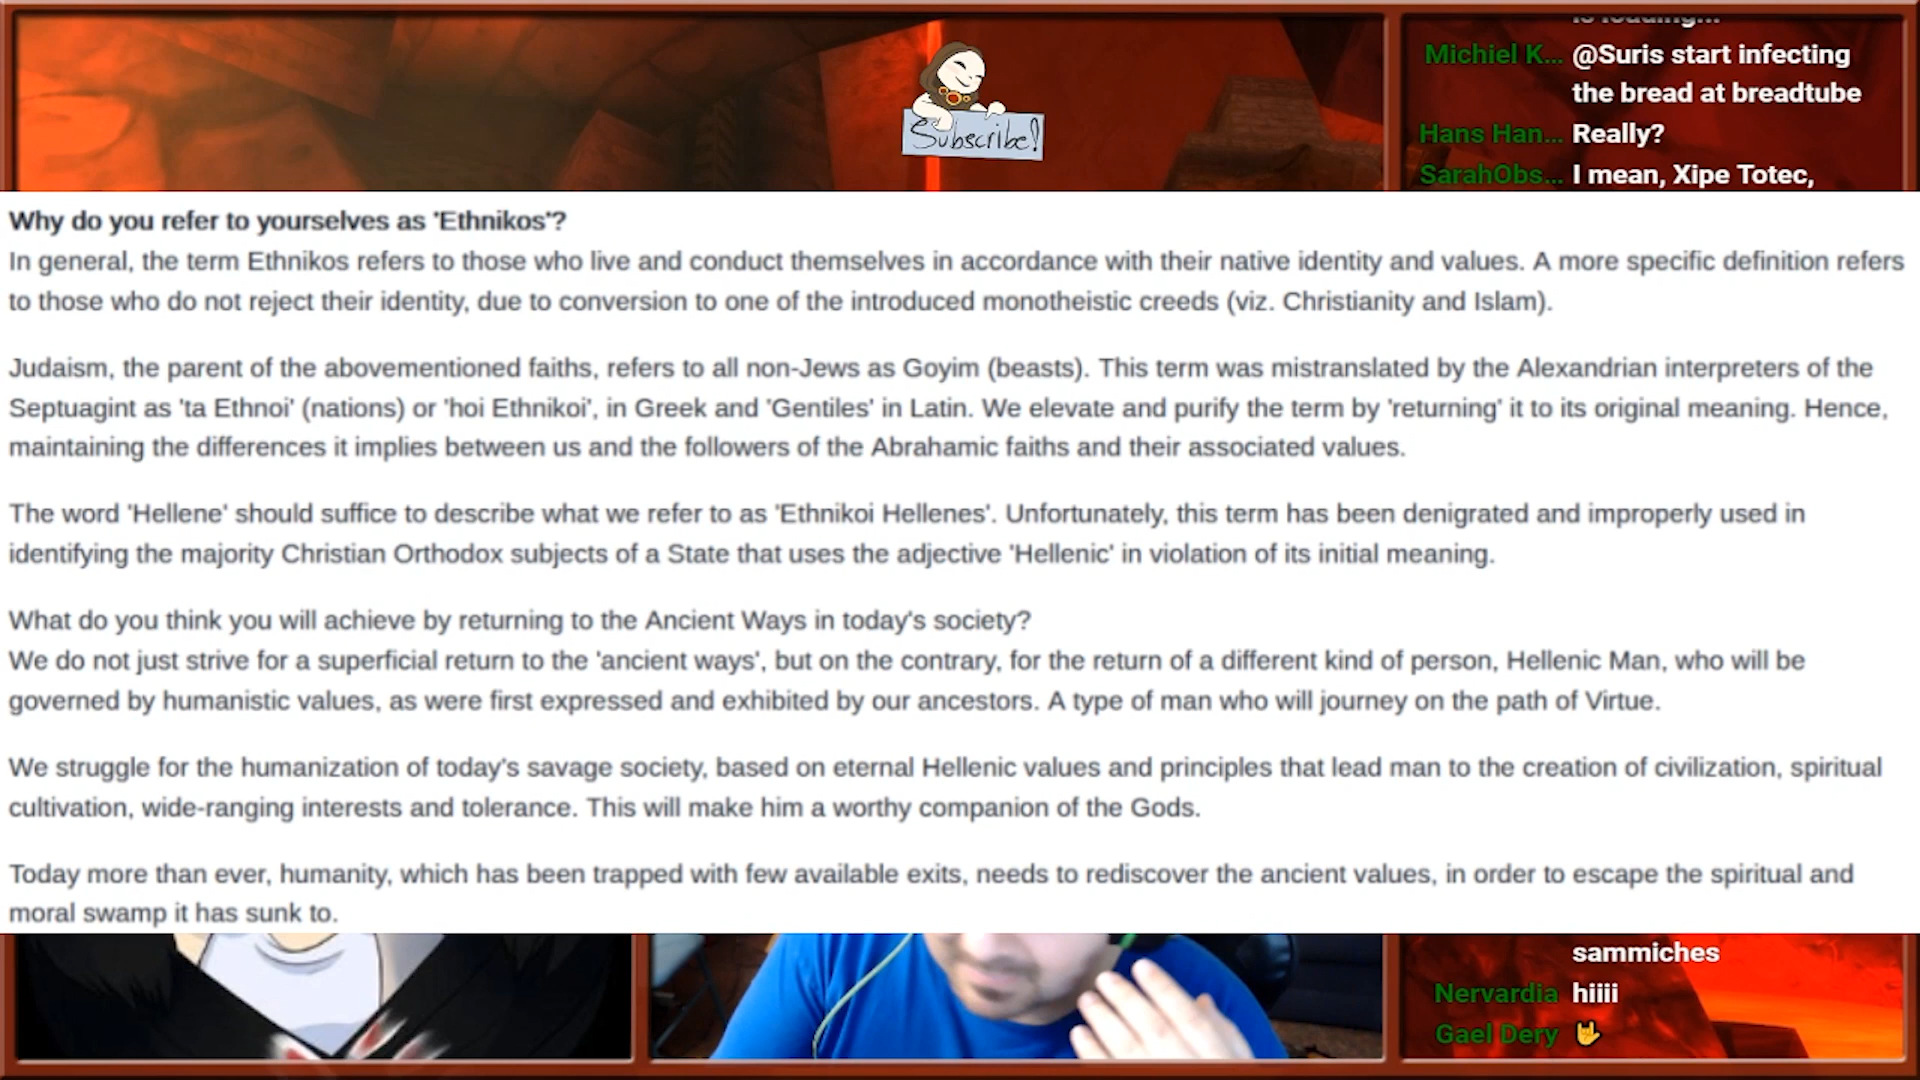 is loading...
Michiel K... @Suris start infecting
the bread at breadtube
Hans Han... Really?
SarahObs... I mean, Xipe Totec,
Subscribe!
Why do you refer to yourselves as 'Ethnikos'?
In general, the term Ethnikos refers to those who live and conduct themselves in accordance with their native identity and values. A more specific definition refers
to those who do not reject their identity, due to conversion to one of the introduced monotheistic creeds (viz. Christianity and Islam).
Judaism, the parent of the abovementioned faiths, refers to all non-Jews as Goyim (beasts). This term was mistranslated by the Alexandrian interpreters of the
Septuagint as 'ta Ethnoi' (nations) or 'hoi Ethnikoi', in Greek and 'Gentiles' in Latin. We elevate and purify the term by 'returning' it to its original meaning. Hence,
maintaining the differences it implies between us and the followers of the Abrahamic faiths and their associated values.
The word 'Hellene' should suffice to describe what we refer to as 'Ethnikoi Hellenes'. Unfortunately, this term has been denigrated and improperly used in
identifying the majority Christian Orthodox subjects of a State that uses the adjective 'Hellenic' in violation of its initial meaning.
What do you think you will achieve by returning to the Ancient Ways in today's society?
We do not just strive for a superficial return to the 'ancient ways', but on the contrary, for the return of a different kind of person, Hellenic Man, who will be
governed by humanistic values, as were first expressed and exhibited by our ancestors. A type of man who will journey on the path of Virtue.
We struggle for the humanization of today's savage society, based on eternal Hellenic values and principles that lead man to the creation of civilization, spiritual
cultivation, wide-ranging interests and tolerance. This will make him a worthy companion of the Gods.
Today more than ever, humanity, which has been trapped with few available exits, needs to rediscover the ancient values, in order to escape the spiritual and
moral swamp it has sunk to.
sammiches
Nervardia hiiii
Gael Dery 🤟